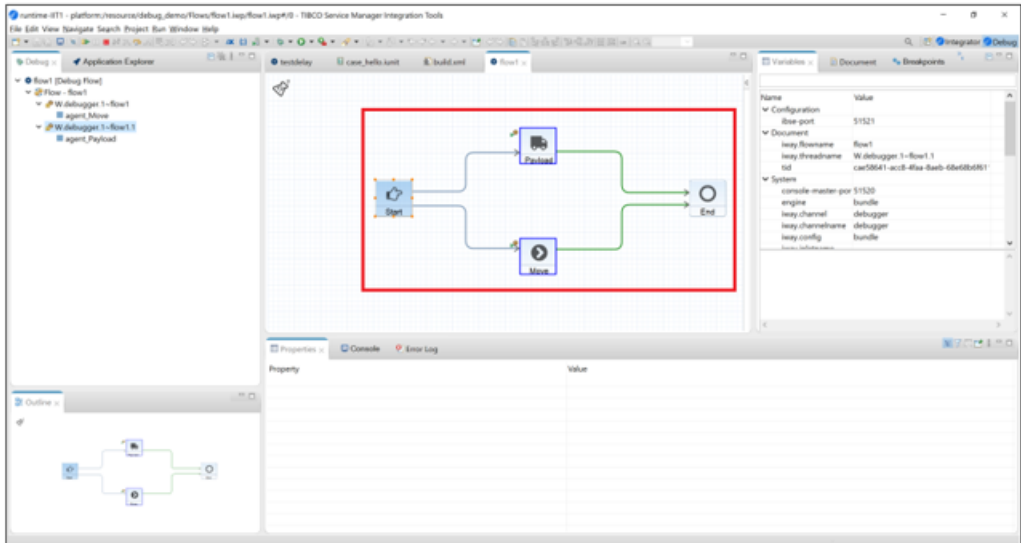 runtime-IIT1 - platform:/resource/debug_demo/Flows/flow1.iwp/flow1.iwp#/0 - TIBCO Service Manager Integration Tools
File Edit View Navigate Search Project Run Window Help
Integrator Debug
Debug Application Explorer
testdelay case_hello.iunit build.xml flow1
Variables Document Breakpoints
flow1 [Debug Flow]
Flow - flow1
W.debugger.1~flow1
agent_Move
W.debugger.1~flow1.1
agent_Payload
Payload
Start
End
Move
Name Value
Configuration
ibse-port 51521
Document
iway.flowname flow1
iway.threadname W.debugger.1~flow1.1
System
console-master-por 51520
engine bundle
iway.channel debugger
iway.channelname debugger
iway.config bundle
Properties Console Error Log
Property Value
Outline